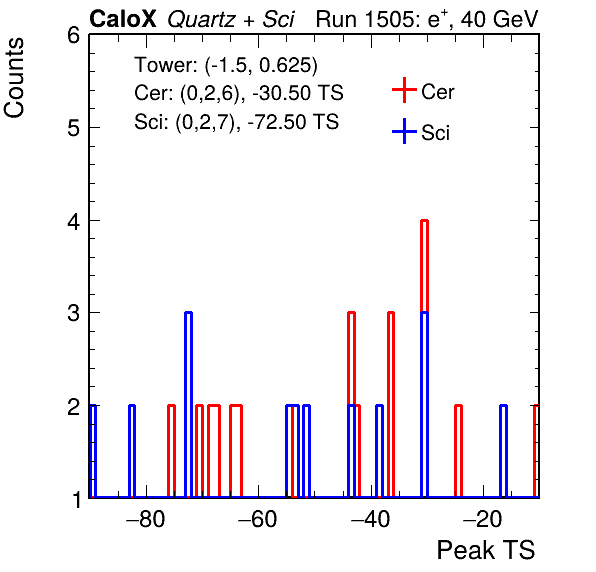 CaloX Quartz + Sci Run 1505: e+, 40 GeV
Counts
Tower: (-1.5, 0.625)
Cer: (0,2,6), -30.50 TS
Sci: (0,2,7), -72.50 TS
Cer
Sci
6
5
4
3
2
1
−80 −60 −40 −20
Peak TS